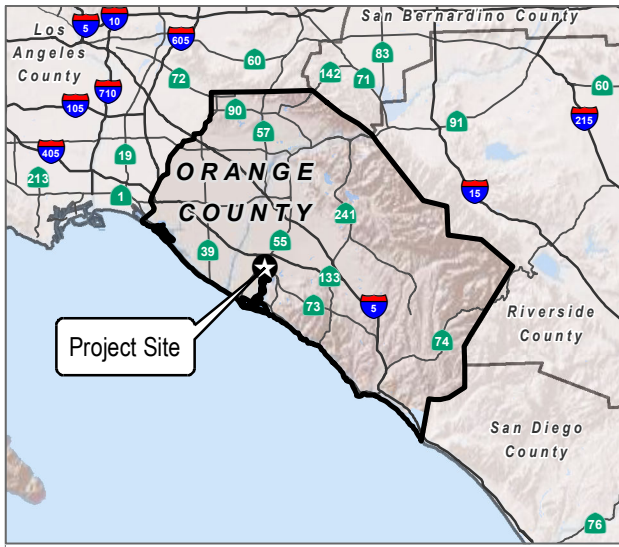 San Bernardino County
Los
Angeles
County
5
10
605
60
83
72
142
71
60
710
105
90
57
91
215
405
19
213
1
ORANGE
COUNTY
15
241
39
55
133
73
5
74
Riverside
County
Project Site
San Diego
County
76